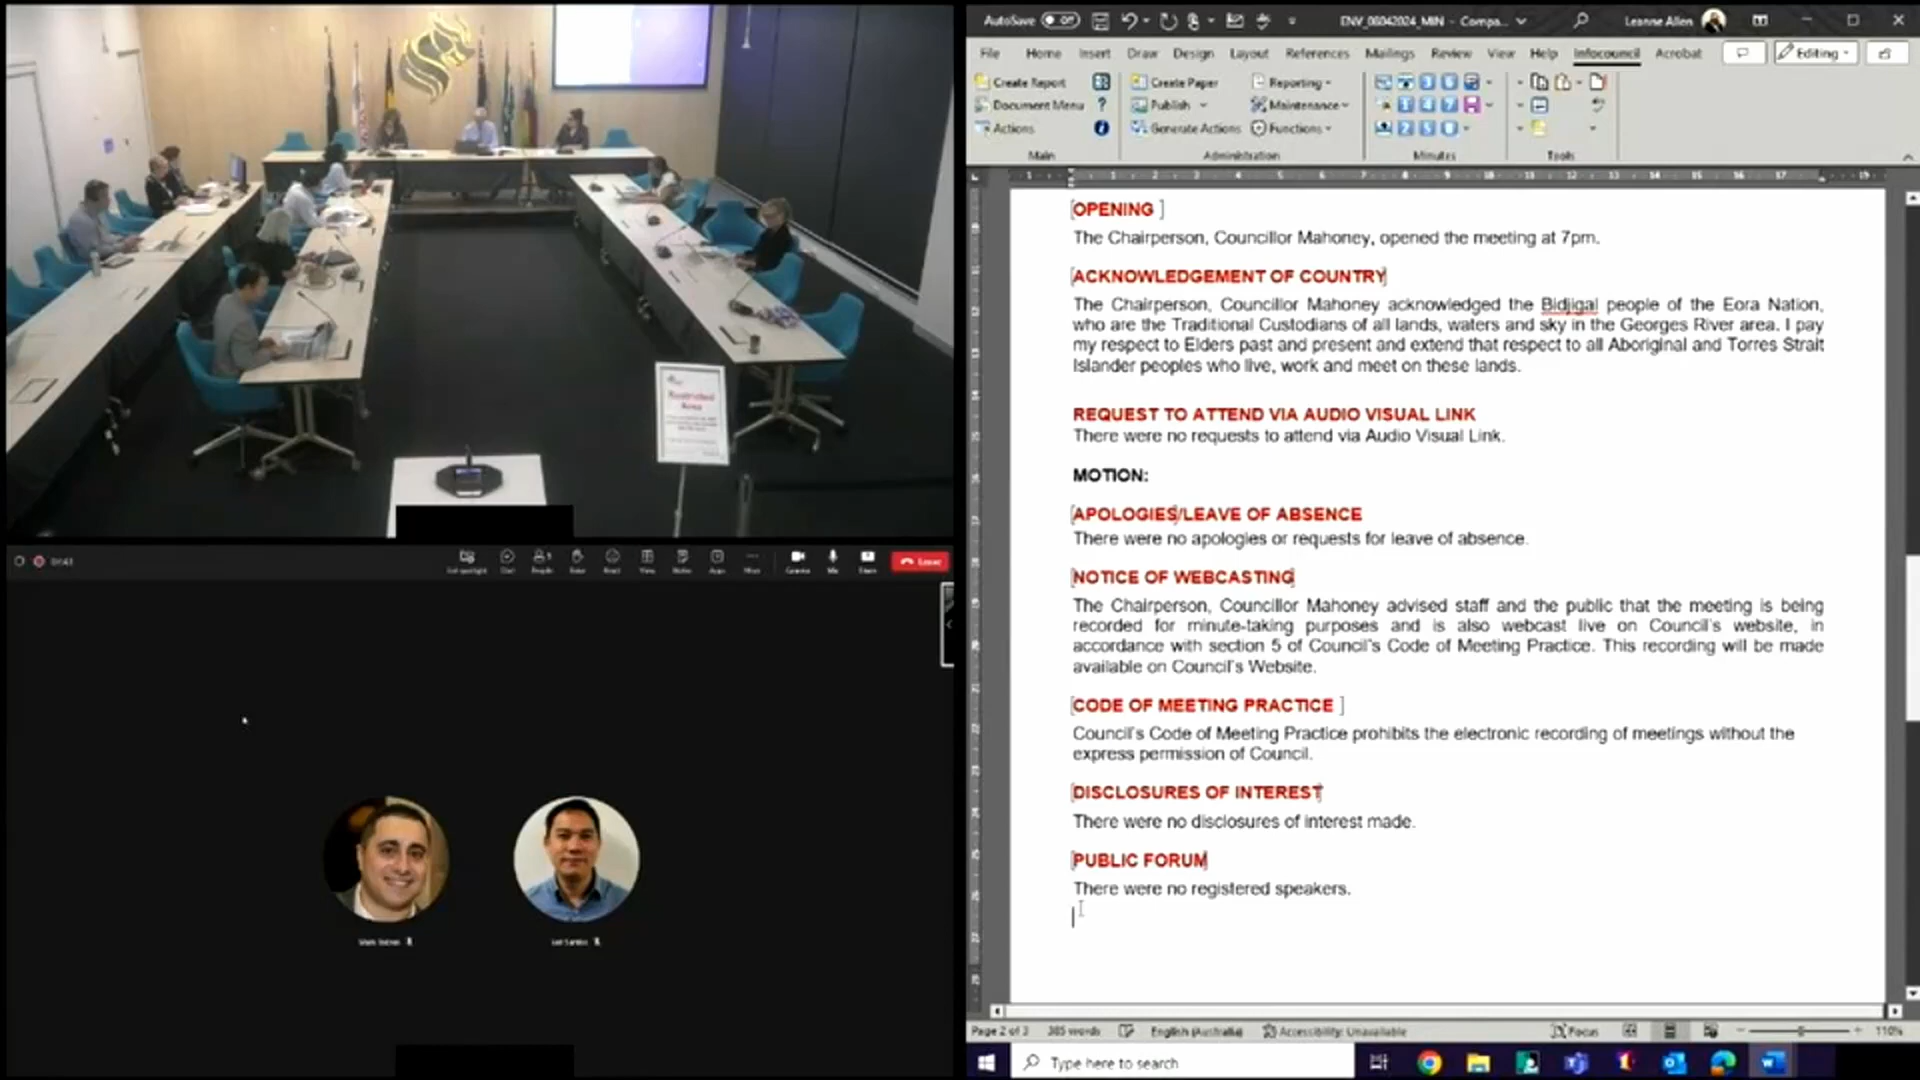 Restricted
Area
Leave
AutoSave Off
ENV_08042024_MIN - Compa...
Leanne Allen
File Home Insert Draw Design Layout References Mailings Review View Help Infocouncil Acrobat Editing
Create Report
Document Menu
Actions
Main
Create Paper
Publish
Generate Actions
Reporting
Maintenance
Functions
Administration
Minutes
Tools
OPENING
The Chairperson, Councillor Mahoney, opened the meeting at 7pm.
ACKNOWLEDGEMENT OF COUNTRY
The Chairperson, Councillor Mahoney acknowledged the Bidjigal people of the Eora Nation,
who are the Traditional Custodians of all lands, waters and sky in the Georges River area. I pay
my respect to Elders past and present and extend that respect to all Aboriginal and Torres Strait
Islander peoples who live, work and meet on these lands.
REQUEST TO ATTEND VIA AUDIO VISUAL LINK
There were no requests to attend via Audio Visual Link.
MOTION:
APOLOGIES/LEAVE OF ABSENCE
There were no apologies or requests for leave of absence.
NOTICE OF WEBCASTING
The Chairperson, Councillor Mahoney advised staff and the public that the meeting is being
recorded for minute-taking purposes and is also webcast live on Council's website, in
accordance with section 5 of Council's Code of Meeting Practice. This recording will be made
available on Council's Website.
CODE OF MEETING PRACTICE
Council's Code of Meeting Practice prohibits the electronic recording of meetings without the
express permission of Council.
DISCLOSURES OF INTEREST
There were no disclosures of interest made.
PUBLIC FORUM
There were no registered speakers.
Page 2 of 3 385 words English (Australia) Accessibility: Unavailable Focus 110%
Type here to search